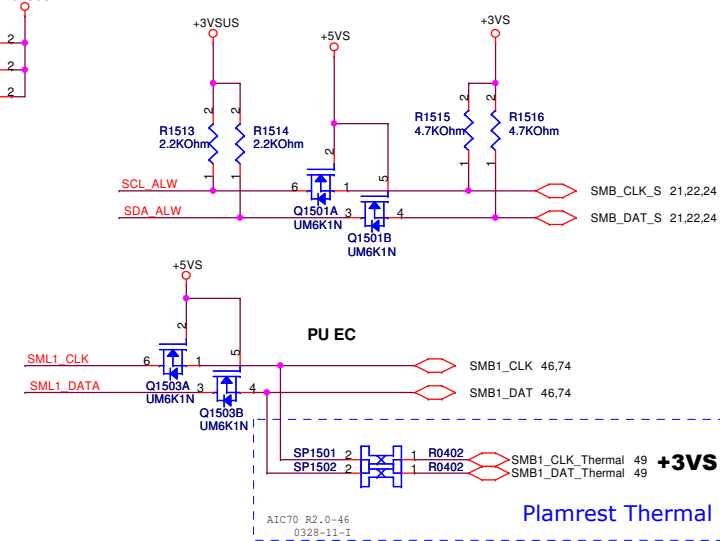 +3VSUS
+5VS
+3VS
2
2
2
2 2 2 2
R1513
2.2KOhm
R1514
2.2KOhm
R1515
4.7KOhm
R1516
4.7KOhm
2 5
1 1 1 1
SCL_ALW 6 1 SMB_CLK_S 21,22,24
Q1501A
UM6K1N
SDA_ALW 3 4 SMB_DAT_S 21,22,24
Q1501B
UM6K1N
+5VS
PU EC
2 5
SML1_CLK 6 1 SMB1_CLK 46,74
Q1503A
UM6K1N
SML1_DATA 3 4 SMB1_DAT 46,74
Q1503B
UM6K1N
SP1501 2 1 R0402 SMB1_CLK_Thermal 49
SP1502 2 1 R0402 SMB1_DAT_Thermal 49
+3VS
AIC70 R2.0-46
0328-11-I
Plamrest Thermal